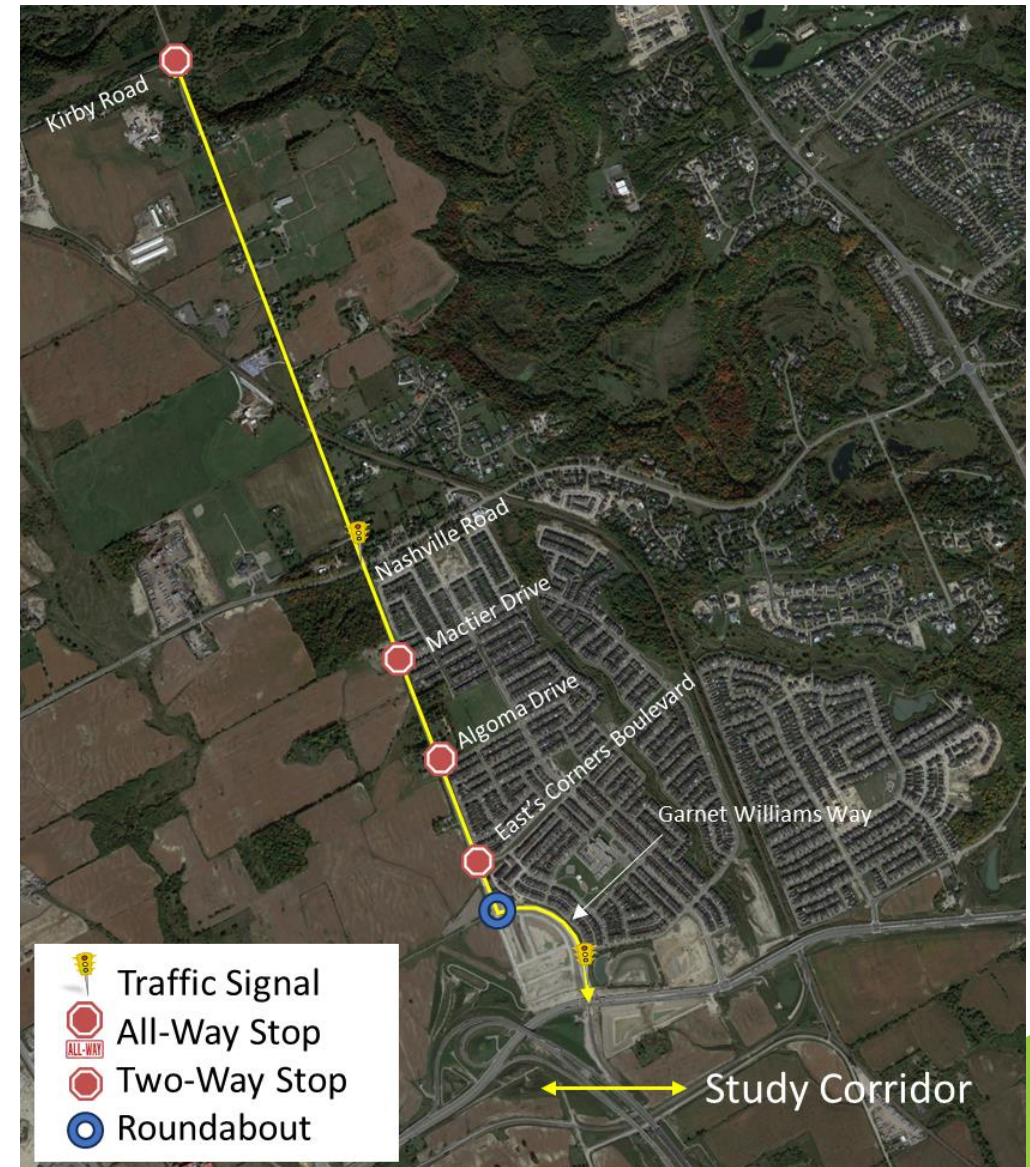 Kirby Road
Nashville Road
Mactier Drive
Algoma Drive
East's Corners Boulevard
Garnet Williams Way
Traffic Signal
All-Way Stop
ALL-WAY
Two-Way Stop
Roundabout
Study Corridor